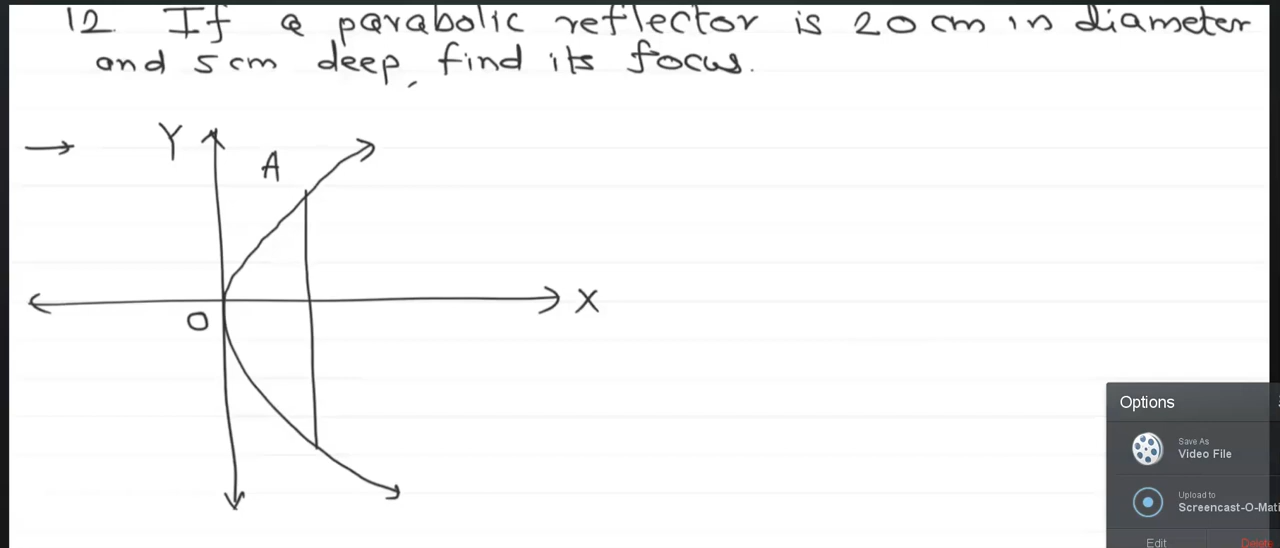 12. If a parabolic reflector is 20 cm in diameter
and 5 cm deep, find its focus.
Y
A
X
O
Options
Save As
Video File
Upload to
Screencast-O-Mati
Edit
Delete